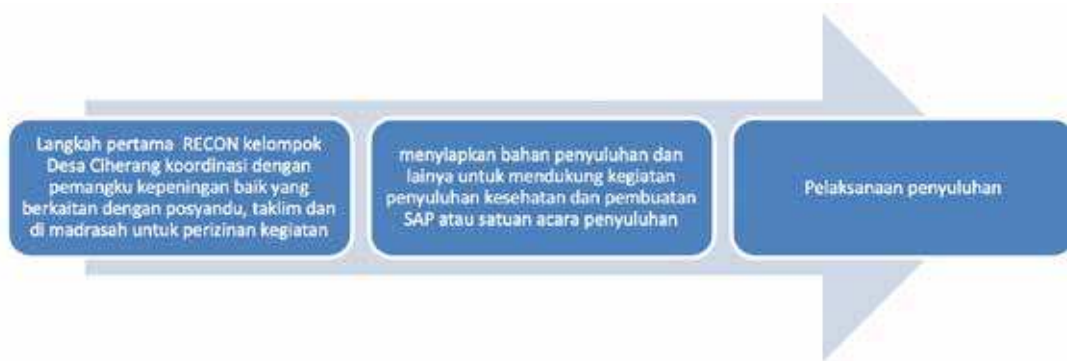 Langkah pertama RECON kelompok
Desa Ciherang koordinasi dengan
pemangku kepeningan baik yang
berkaitan dengan posyandu, taklim dan
di madrasah untuk perizinan kegiatan
menyiapkan bahan penyuluhan dan
lainya untuk mendukung kegiatan
penyuluhan kesehatan dan pembuatan
SAP atau satuan acara penyuluhan
Pelaksanaan penyuluhan